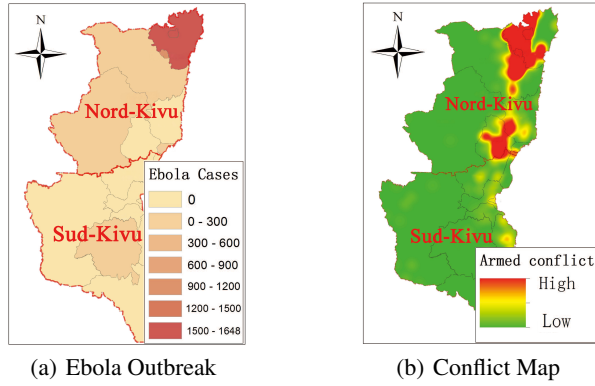 N
Nord-Kivu
Sud-Kivu
Ebola Cases
0
0 - 300
300 - 600
600 - 900
900 - 1200
1200 - 1500
1500 - 1648
(a) Ebola Outbreak
N
Nord-Kivu
Sud-Kivu
Armed conflict
High
Low
(b) Conflict Map